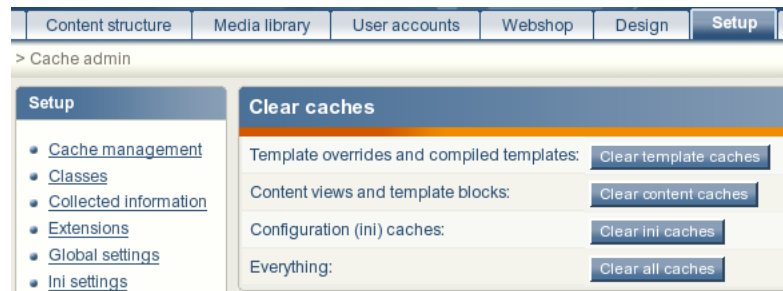 Content structure Media library User accounts Webshop Design Setup
> Cache admin
Setup
Cache management
Classes
Collected information
Extensions
Global settings
Ini settings
Clear caches
Template overrides and compiled templates: Clear template caches
Content views and template blocks: Clear content caches
Configuration (ini) caches: Clear ini caches
Everything: Clear all caches